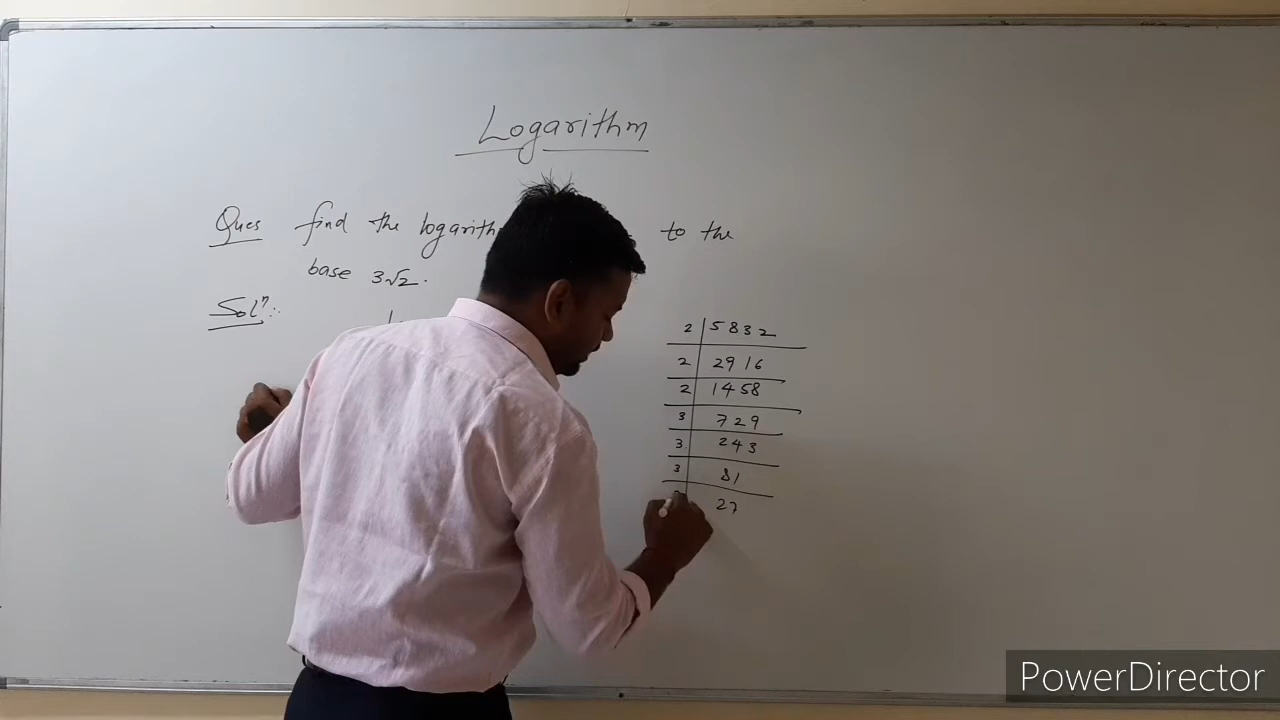 Logarithm
Ques find the to the
base 3√2.
Solⁿ:
2 5832
2 2916
2 1458
3 729
3 243
3 81
27
PowerDirector